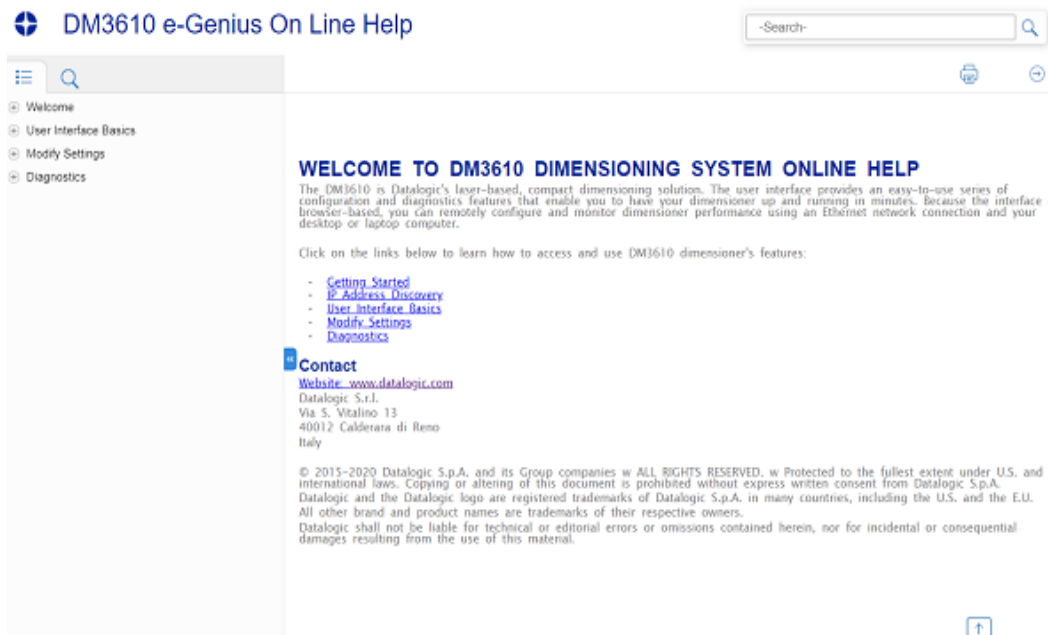 DM3610 e-Genius On Line Help
-Search-
Welcome
User Interface Basics
Modify Settings
Diagnostics
WELCOME TO DM3610 DIMENSIONING SYSTEM ONLINE HELP
The DM3610 is Datalogic's laser-based, compact dimensioning solution. The user interface provides an easy-to-use series of
configuration and diagnostics features that enable you to have your dimensioner up and running in minutes. Because the interface
browser-based, you can remotely configure and monitor dimensioner performance using an Ethernet network connection and your
desktop or laptop computer.
Click on the links below to learn how to access and use DM3610 dimensioner's features:
- Getting Started
- IP Address Discovery
- User Interface Basics
- Modify Settings
- Diagnostics
Contact
Website: www.datalogic.com
Datalogic S.r.l.
Via S. Vitalino 13
40012 Calderara di Reno
Italy
© 2015-2020 Datalogic S.p.A. and its Group companies w ALL RIGHTS RESERVED. w Protected to the fullest extent under U.S. and
international laws. Copying or altering of this document is prohibited without express written consent from Datalogic S.p.A.
Datalogic and the Datalogic logo are registered trademarks of Datalogic S.p.A. in many countries, including the U.S. and the E.U.
All other brand and product names are trademarks of their respective owners.
Datalogic shall not be liable for technical or editorial errors or omissions contained herein, nor for incidental or consequential
damages resulting from the use of this material.